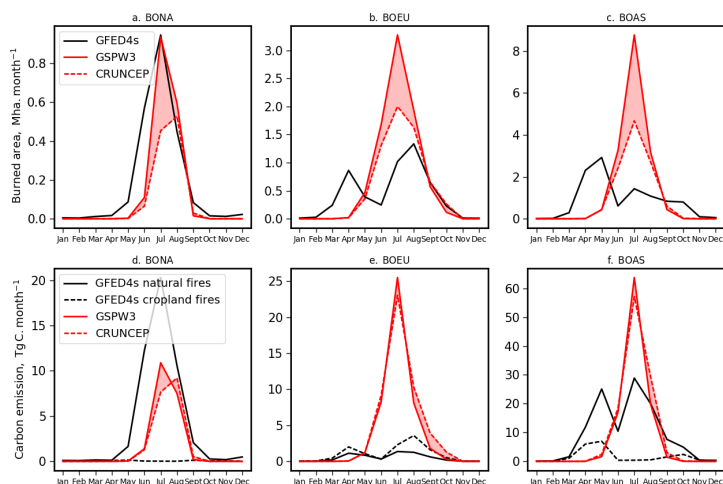 a. BONA
b. BOEU
c. BOAS
Burned area, Mha. month⁻¹
GFED4s
GSPW3
CRUNCEP
0.8
0.6
0.4
0.2
0.0
3.0
2.5
2.0
1.5
1.0
0.5
0.0
8
6
4
2
0
Jan Feb Mar Apr May Jun Jul Aug Sept Oct Nov Dec
Jan Feb Mar Apr May Jun Jul Aug Sept Oct Nov Dec
Jan Feb Mar Apr May Jun Jul Aug Sept Oct Nov Dec
d. BONA
e. BOEU
f. BOAS
Carbon emission, TgC. month⁻¹
GFED4s natural fires
GFED4s cropland fires
GSPW3
CRUNCEP
20
15
10
5
0
25
20
15
10
5
0
60
50
40
30
20
10
0
Jan Feb Mar Apr May Jun Jul Aug Sept Oct Nov Dec
Jan Feb Mar Apr May Jun Jul Aug Sept Oct Nov Dec
Jan Feb Mar Apr May Jun Jul Aug Sept Oct Nov Dec